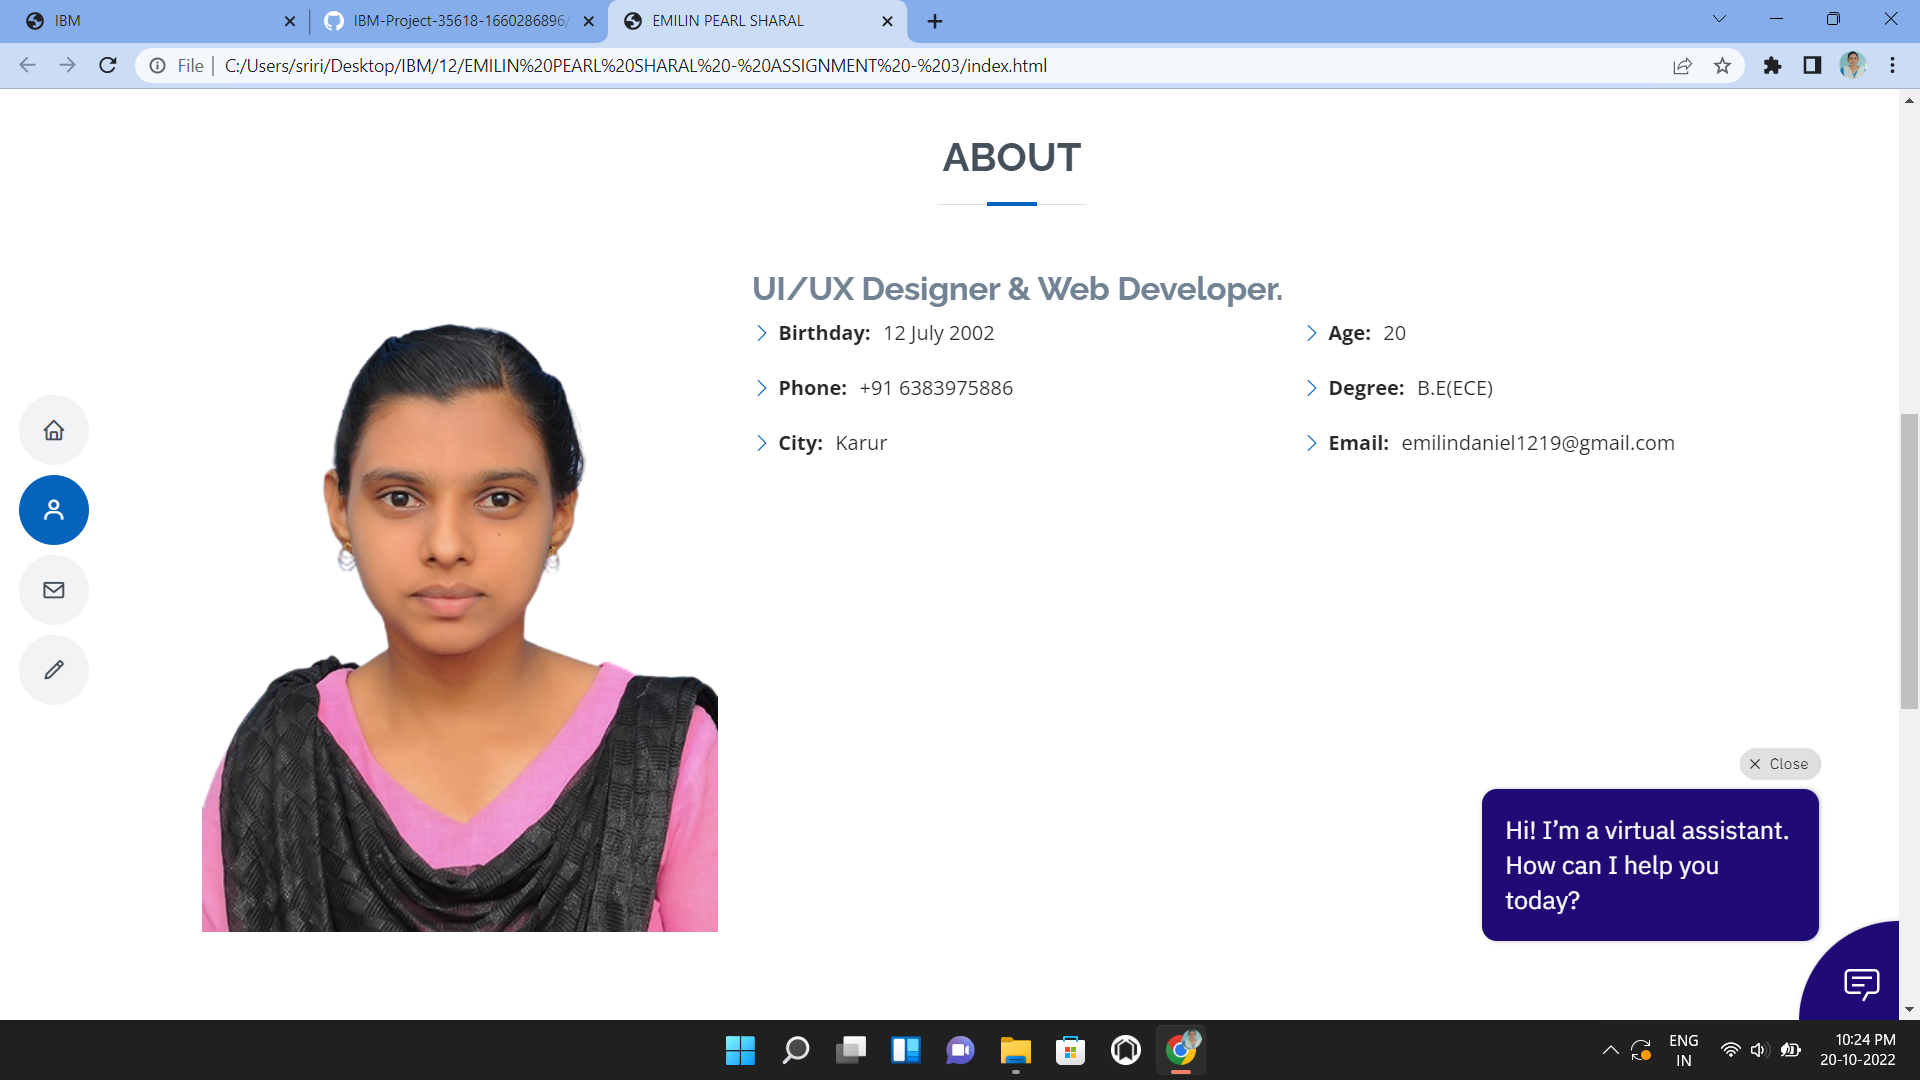 IBM
IBM-Project-35618-1660286896/
EMILIN PEARL SHARAL
File
C:/Users/sriri/Desktop/IBM/12/EMILIN%20PEARL%20SHARAL%20-%20ASSIGNMENT%20-%203/index.html
ABOUT
UI/UX Designer & Web Developer.
Birthday: 12 July 2002
Age: 20
Phone: +91 6383975886
Degree: B.E(ECE)
City: Karur
Email: emilindaniel1219@gmail.com
Close
Hi! I’m a virtual assistant.
How can I help you
today?
ENG
IN
10:24 PM
20-10-2022